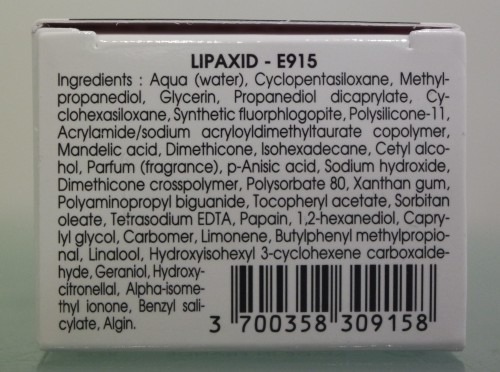 LIPAXID - E915
Ingredients : Aqua (water), Cyclopentasiloxane, Methyl-
propanediol, Glycerin, Propanediol dicaprylate, Cy-
clohexasiloxane, Synthetic fluorphlogopite, Polysilicone-11,
Acrylamide/sodium acryloyldimethyltaurate copolymer,
Mandelic acid, Dimethicone, Isohexadecane, Cetyl alco-
hol, Parfum (fragrance), p-Anisic acid, Sodium hydroxide,
Dimethicone crosspolymer, Polysorbate 80, Xanthan gum,
Polyaminopropyl biguanide, Tocopheryl acetate, Sorbitan
oleate, Tetrasodium EDTA, Papain, 1,2-hexanediol, Capry-
lyl glycol, Carbomer, Limonene, Butylphenyl methylpropio-
nal, Linalool, Hydroxyisohexyl 3-cyclohexene carboxalde-
hyde, Geraniol, Hydroxy-
citronellal, Alpha-isome-
thyl ionone, Benzyl sali-
cylate, Algin.
3 700358 309158